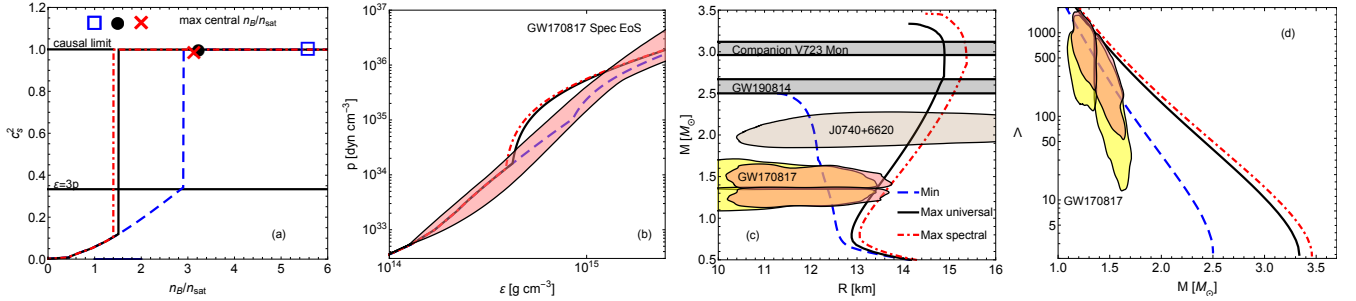 max central n_B/n_sat
causal limit
ε=3p
(a)
c_s^2
0.0
0.2
0.4
0.6
0.8
1.0
1.2
0
1
2
3
4
5
6
n_B/n_sat
GW170817 Spec EoS
(b)
p [dyn cm^-3]
10^33
10^34
10^35
10^36
10^37
10^14
10^15
ε [g cm^-3]
Companion V723 Mon
GW190814
J0740+6620
GW170817
Min
Max universal
Max spectral
(c)
M [M_⊙]
0.5
1.0
1.5
2.0
2.5
3.0
3.5
10
11
12
13
14
15
16
R [km]
(d)
GW170817
Λ
1000
500
100
50
10
5
1.0
1.5
2.0
2.5
3.0
3.5
M [M_⊙]